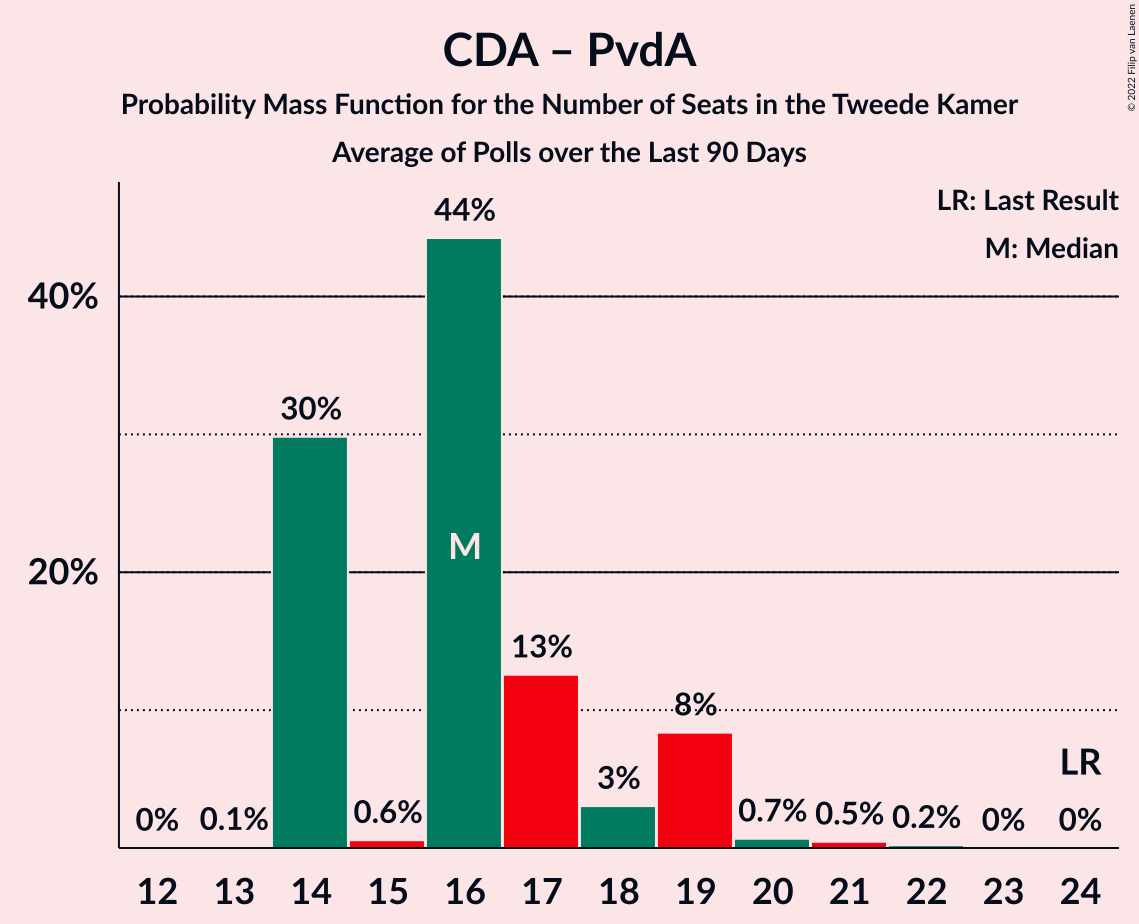 CDA – PvdA
Probability Mass Function for the Number of Seats in the Tweede Kamer
Average of Polls over the Last 90 Days
© 2022 Filip van Laenen
LR: Last Result
M: Median
40%
20%
0%
0.1%
30%
0.6%
44%
M
13%
3%
8%
0.7%
0.5%
0.2%
0%
LR
0%
12 13 14 15 16 17 18 19 20 21 22 23 24